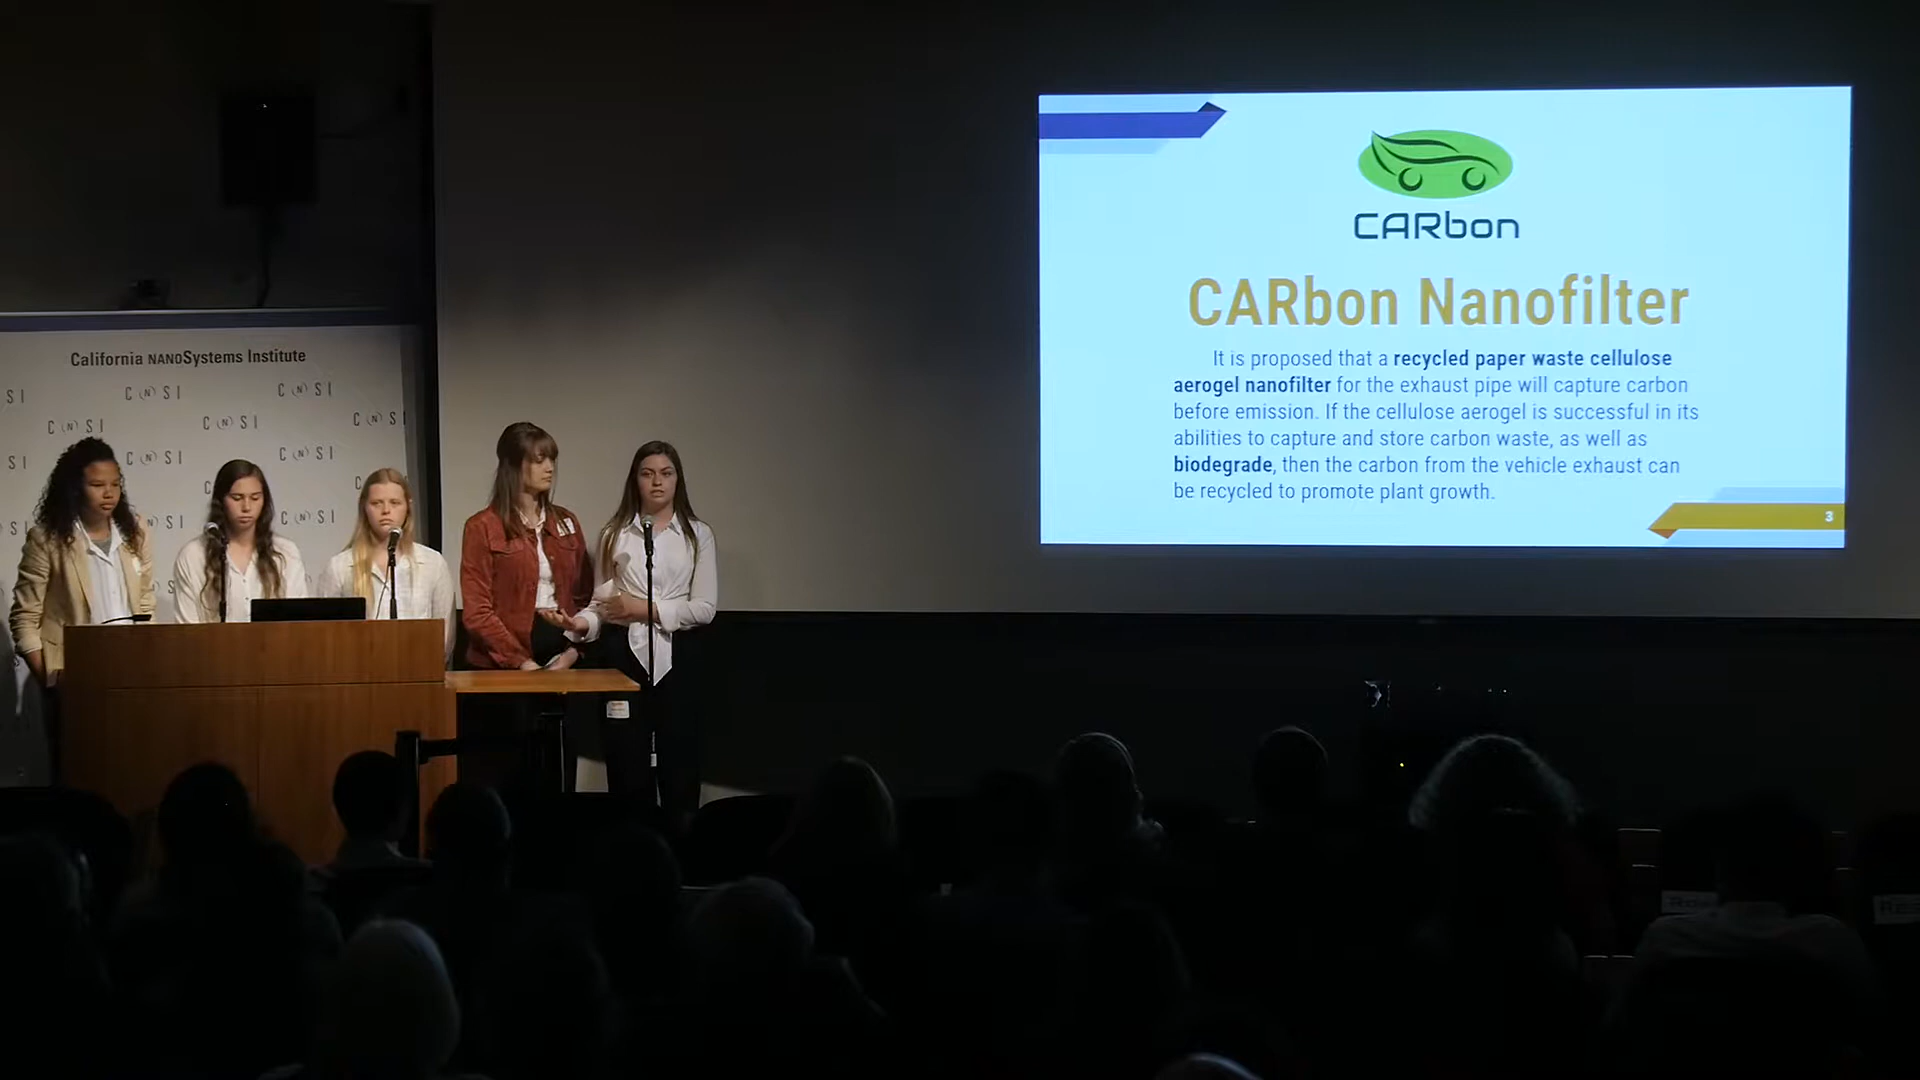 CARbon
CARbon Nanofilter
It is proposed that a recycled paper waste cellulose
aerogel nanofilter for the exhaust pipe will capture carbon
before emission. If the cellulose aerogel is successful in its
abilities to capture and store carbon waste, as well as
biodegrade, then the carbon from the vehicle exhaust can
be recycled to promote plant growth.
3
California NANOSystems Institute
S I
C N S I
C N S I
C N S I
C N S I
C N S I
S I
C N S I
C N S I
C
C
S I
N S I
C N S I